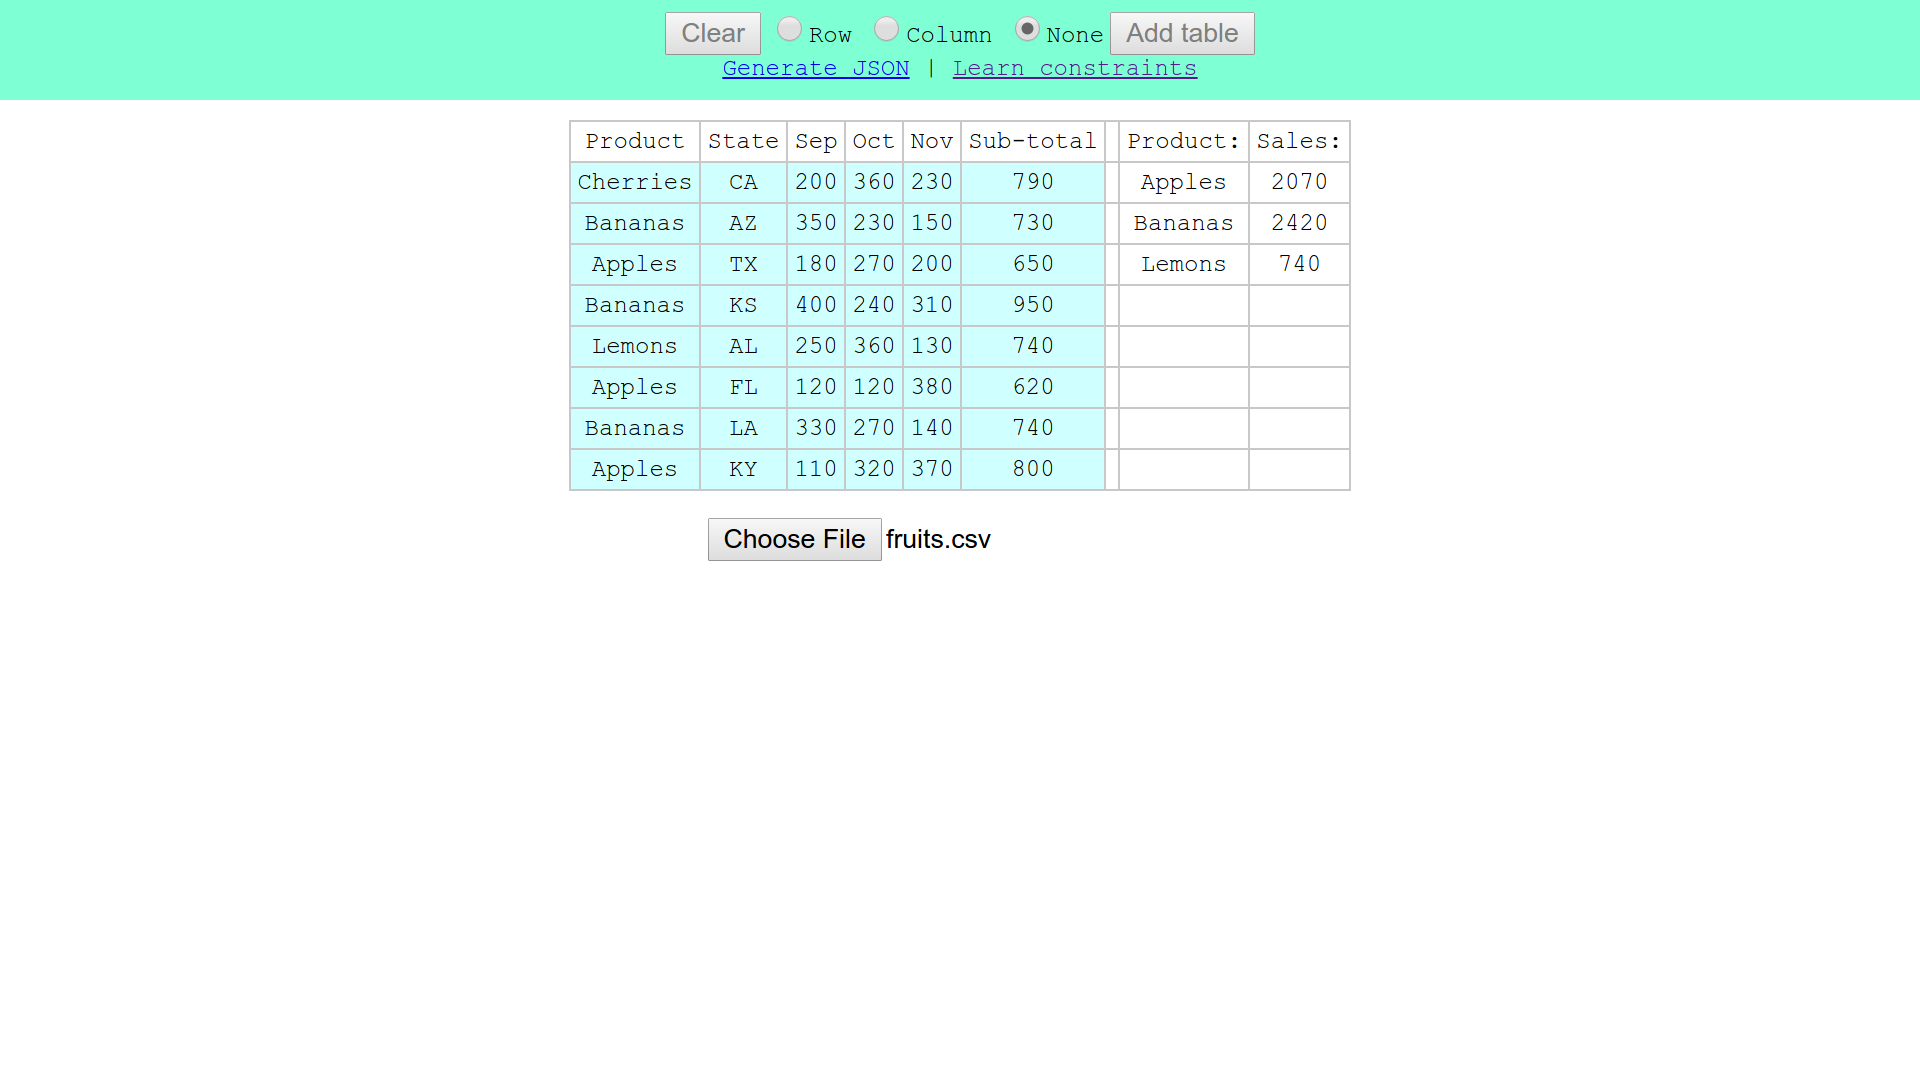 Clear Row Column None Add table
Generate JSON | Learn constraints
Product State Sep Oct Nov Sub-total Product: Sales:
Cherries CA 200 360 230 790 Apples 2070
Bananas AZ 350 230 150 730 Bananas 2420
Apples TX 180 270 200 650 Lemons 740
Bananas KS 400 240 310 950
Lemons AL 250 360 130 740
Apples FL 120 120 380 620
Bananas LA 330 270 140 740
Apples KY 110 320 370 800
Choose File fruits.csv